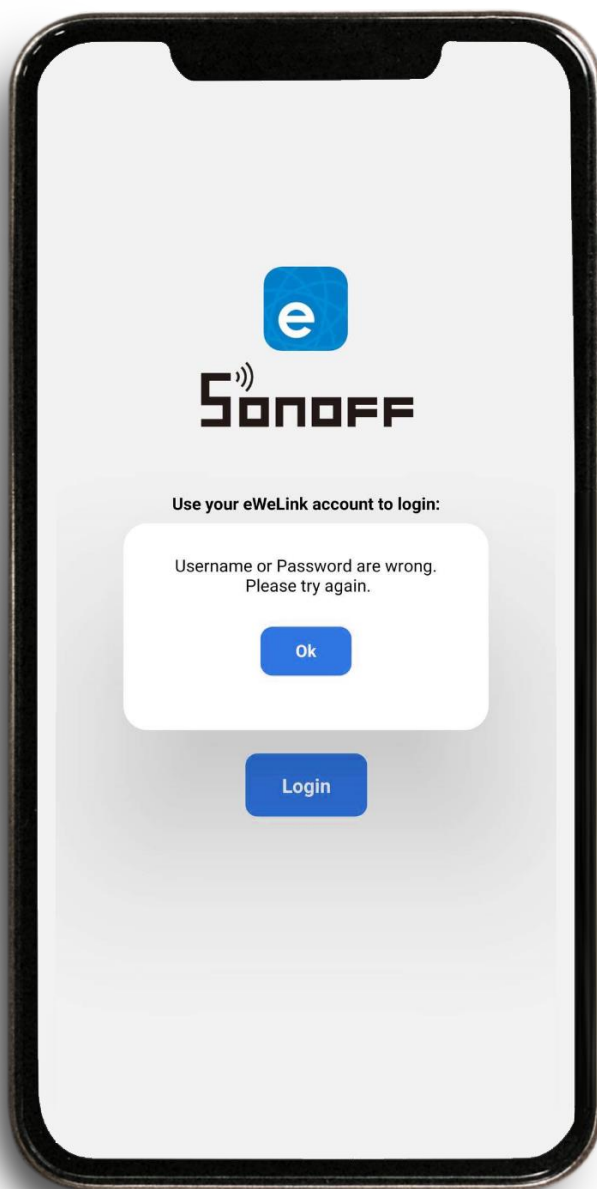 e
SONOFF
Use your eWeLink account to login:
Username or Password are wrong.
Please try again.
Ok
Login